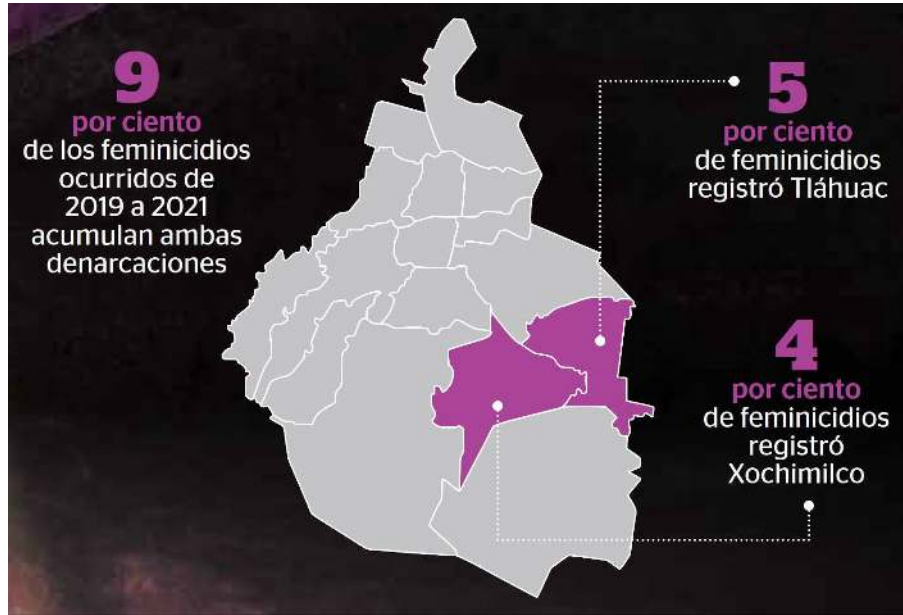 9
por ciento
de los feminicidios
ocurridos de
2019 a 2021
acumulan ambas
denarcaciones
5
por ciento
de feminicidios
registró Tláhuac
4
por ciento
de feminicidios
registró
Xochimilco